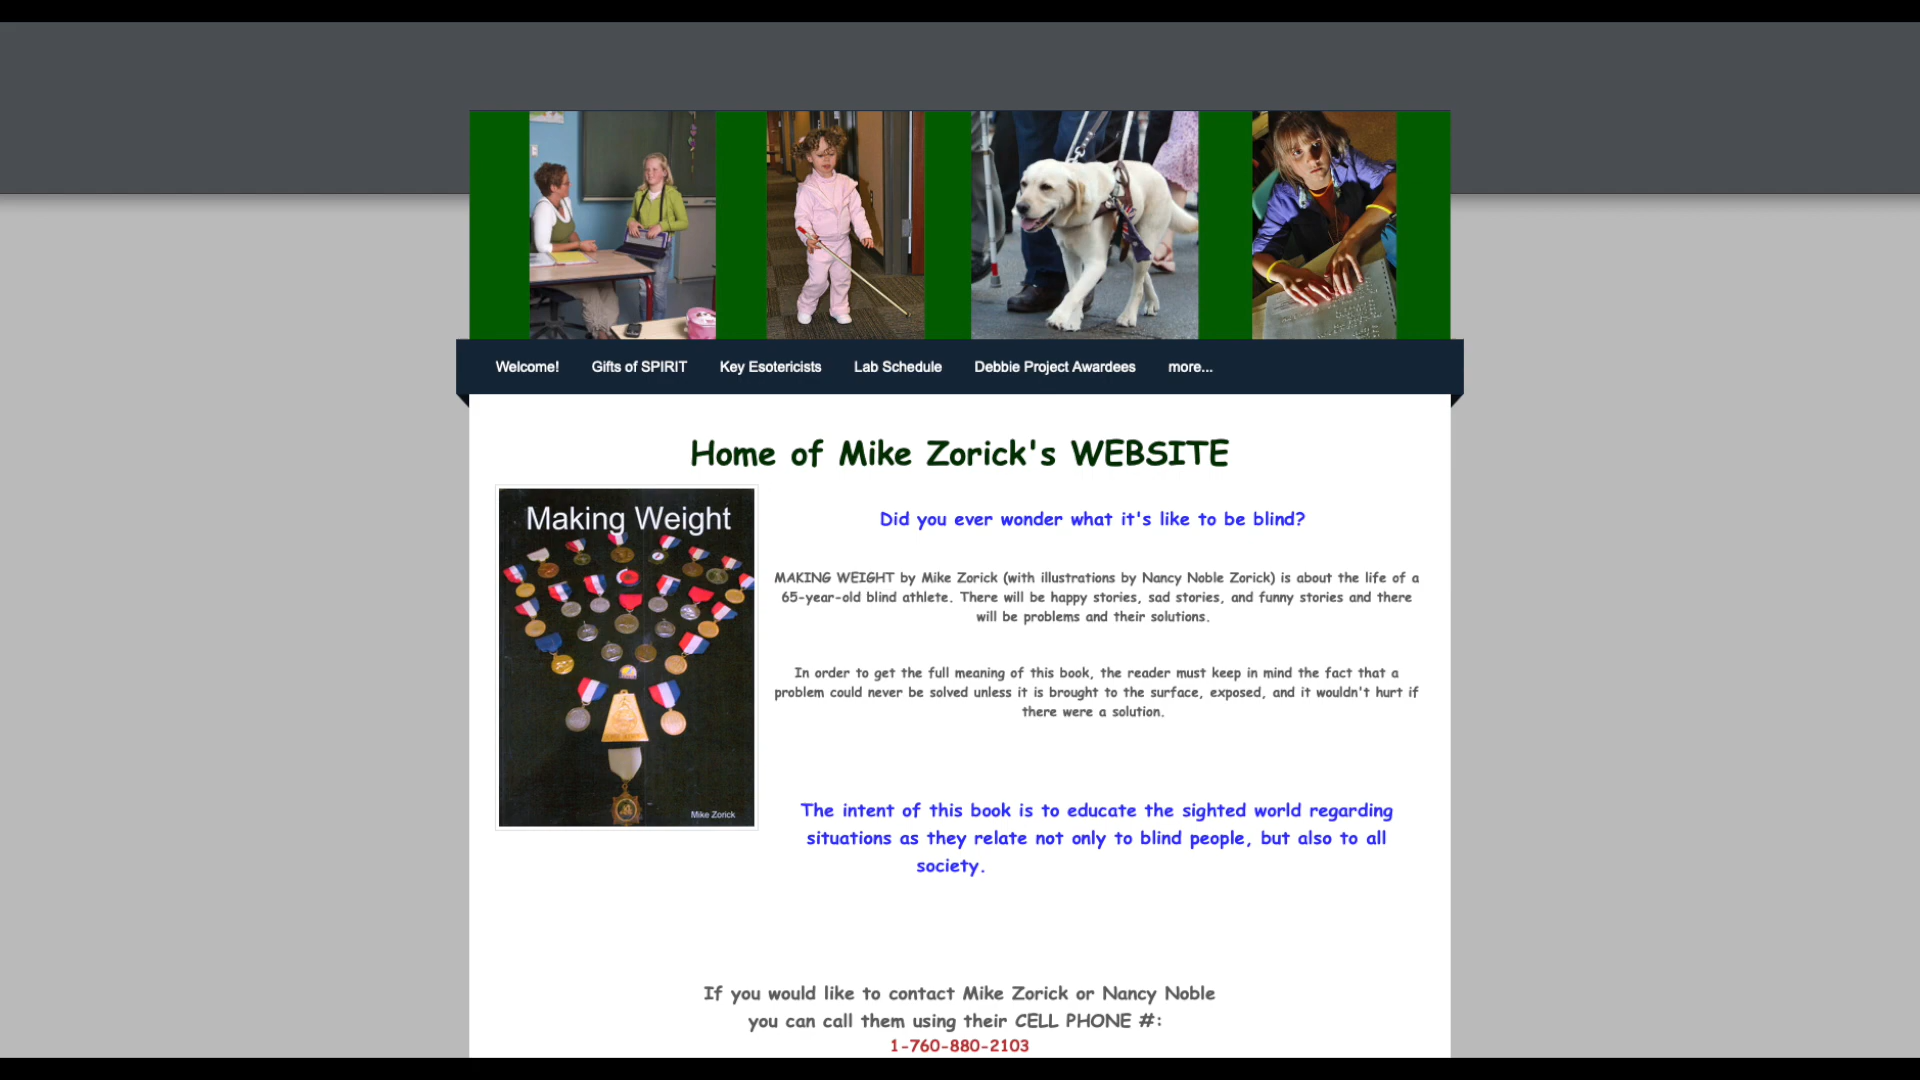 Welcome! Gifts of SPIRIT Key Esotericists Lab Schedule Debbie Project Awardees more...
Home of Mike Zorick's WEBSITE
Making Weight
Mike Zorick
Did you ever wonder what it's like to be blind?
MAKING WEIGHT by Mike Zorick (with illustrations by Nancy Noble Zorick) is about the life of a
65-year-old blind athlete. There will be happy stories, sad stories, and funny stories and there
will be problems and their solutions.
In order to get the full meaning of this book, the reader must keep in mind the fact that a
problem could never be solved unless it is brought to the surface, exposed, and it wouldn't hurt if
there were a solution.
The intent of this book is to educate the sighted world regarding
situations as they relate not only to blind people, but also to all
society.
If you would like to contact Mike Zorick or Nancy Noble
you can call them using their CELL PHONE #:
1-760-880-2103